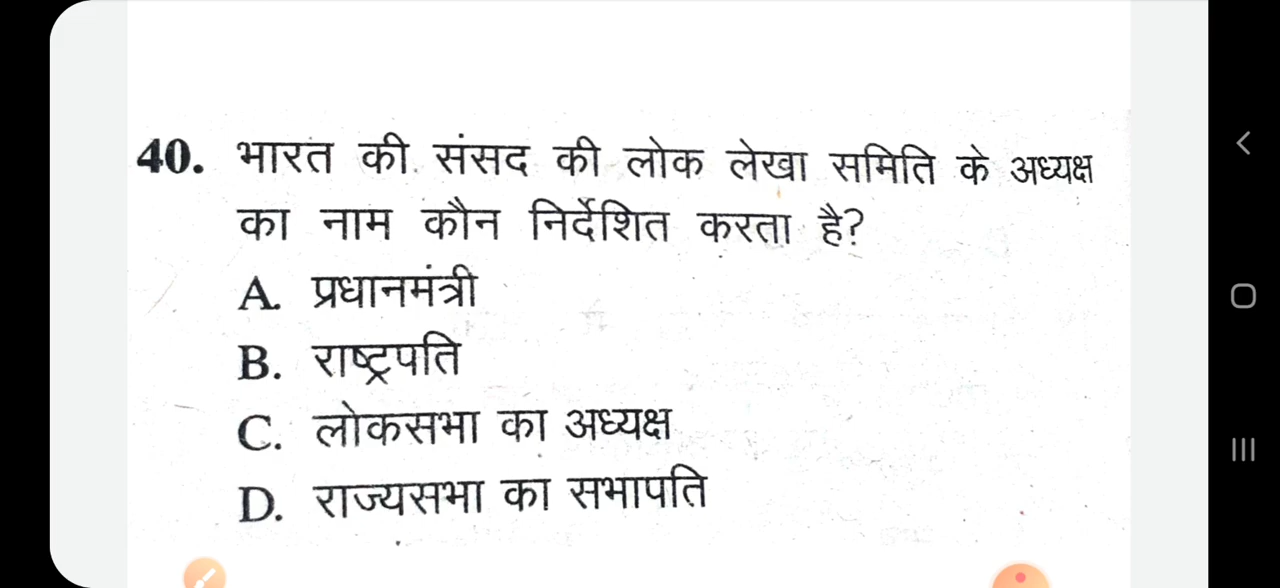 40. भारत की संसद की लोक लेखा समिति के अध्यक्ष
का नाम कौन निर्देशित करता है?
A. प्रधानमंत्री
B. राष्ट्रपति
C. लोकसभा का अध्यक्ष
D. राज्यसभा का सभापति